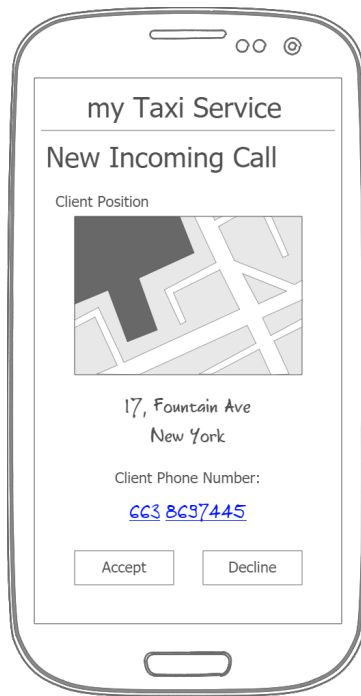 my Taxi Service
New Incoming Call
Client Position
17, Fountain Ave
New York
Client Phone Number:
663 8697445
Accept Decline